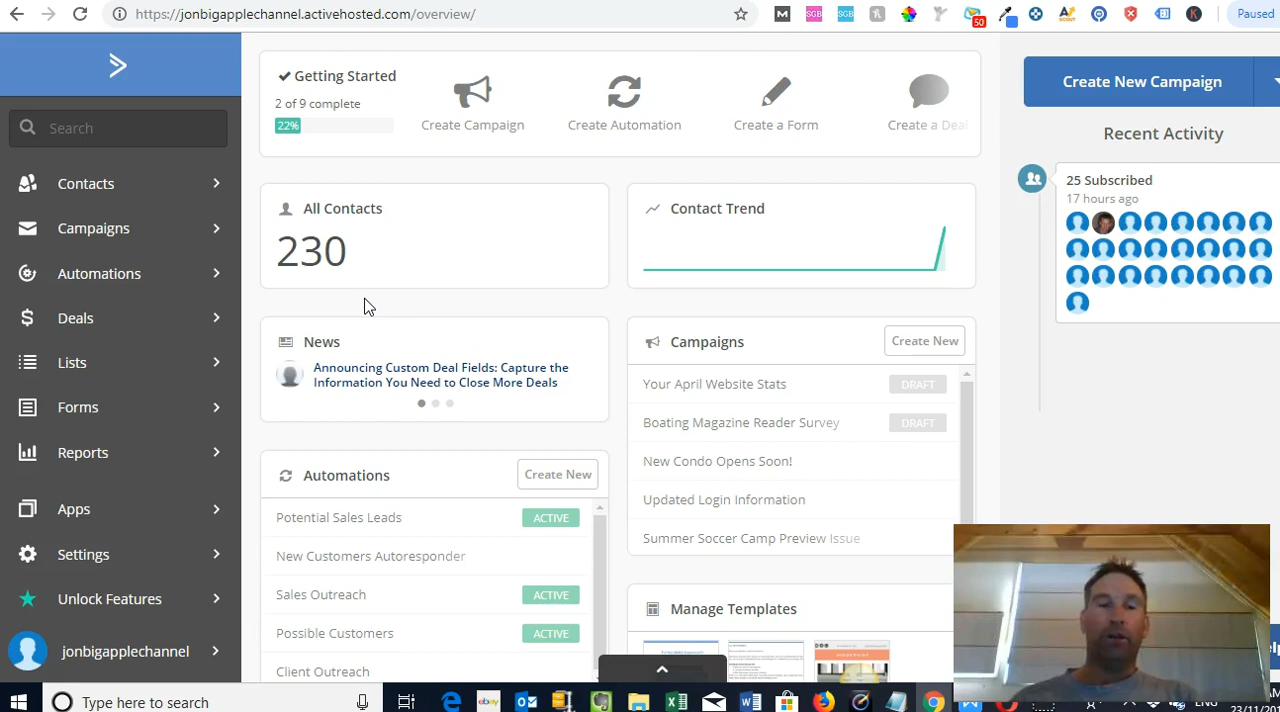 https://jonbigapplechannel.activehosted.com/overview/
M
SGB
SGB
50
K
Paused
Search
Contacts
Campaigns
Automations
Deals
Lists
Forms
Reports
Apps
Settings
Unlock Features
jonbigapplechannel
Getting Started
2 of 9 complete
22%
Create Campaign
Create Automation
Create a Form
Create a Deal
All Contacts
230
Contact Trend
News
Announcing Custom Deal Fields: Capture the
Information You Need to Close More Deals
Campaigns
Create New
Your April Website Stats
DRAFT
Boating Magazine Reader Survey
DRAFT
New Condo Opens Soon!
Updated Login Information
Summer Soccer Camp Preview Issue
Automations
Create New
Potential Sales Leads
ACTIVE
New Customers Autoresponder
Sales Outreach
ACTIVE
Possible Customers
ACTIVE
Client Outreach
Manage Templates
Create New Campaign
Recent Activity
25 Subscribed
17 hours ago
Type here to search
ebay
ENG